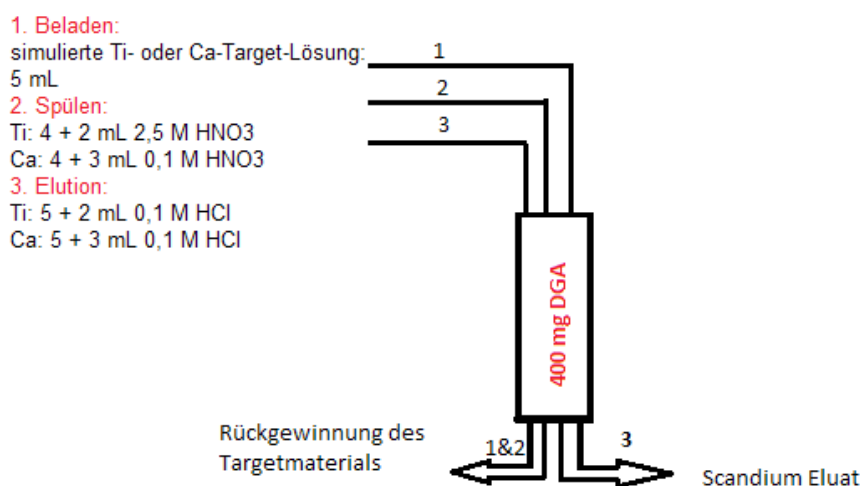 1. Beladen:
simulierte Ti- oder Ca-Target-Lösung:
5 mL
2. Spülen:
Ti: 4 + 2 mL 2,5 M HNO3
Ca: 4 + 3 mL 0,1 M HNO3
3. Elution:
Ti: 5 + 2 mL 0,1 M HCl
Ca: 5 + 3 mL 0,1 M HCl
1
2
3
400 mg DGA
Rückgewinnung des
Targetmaterials
1&2
3
Scandium Eluat